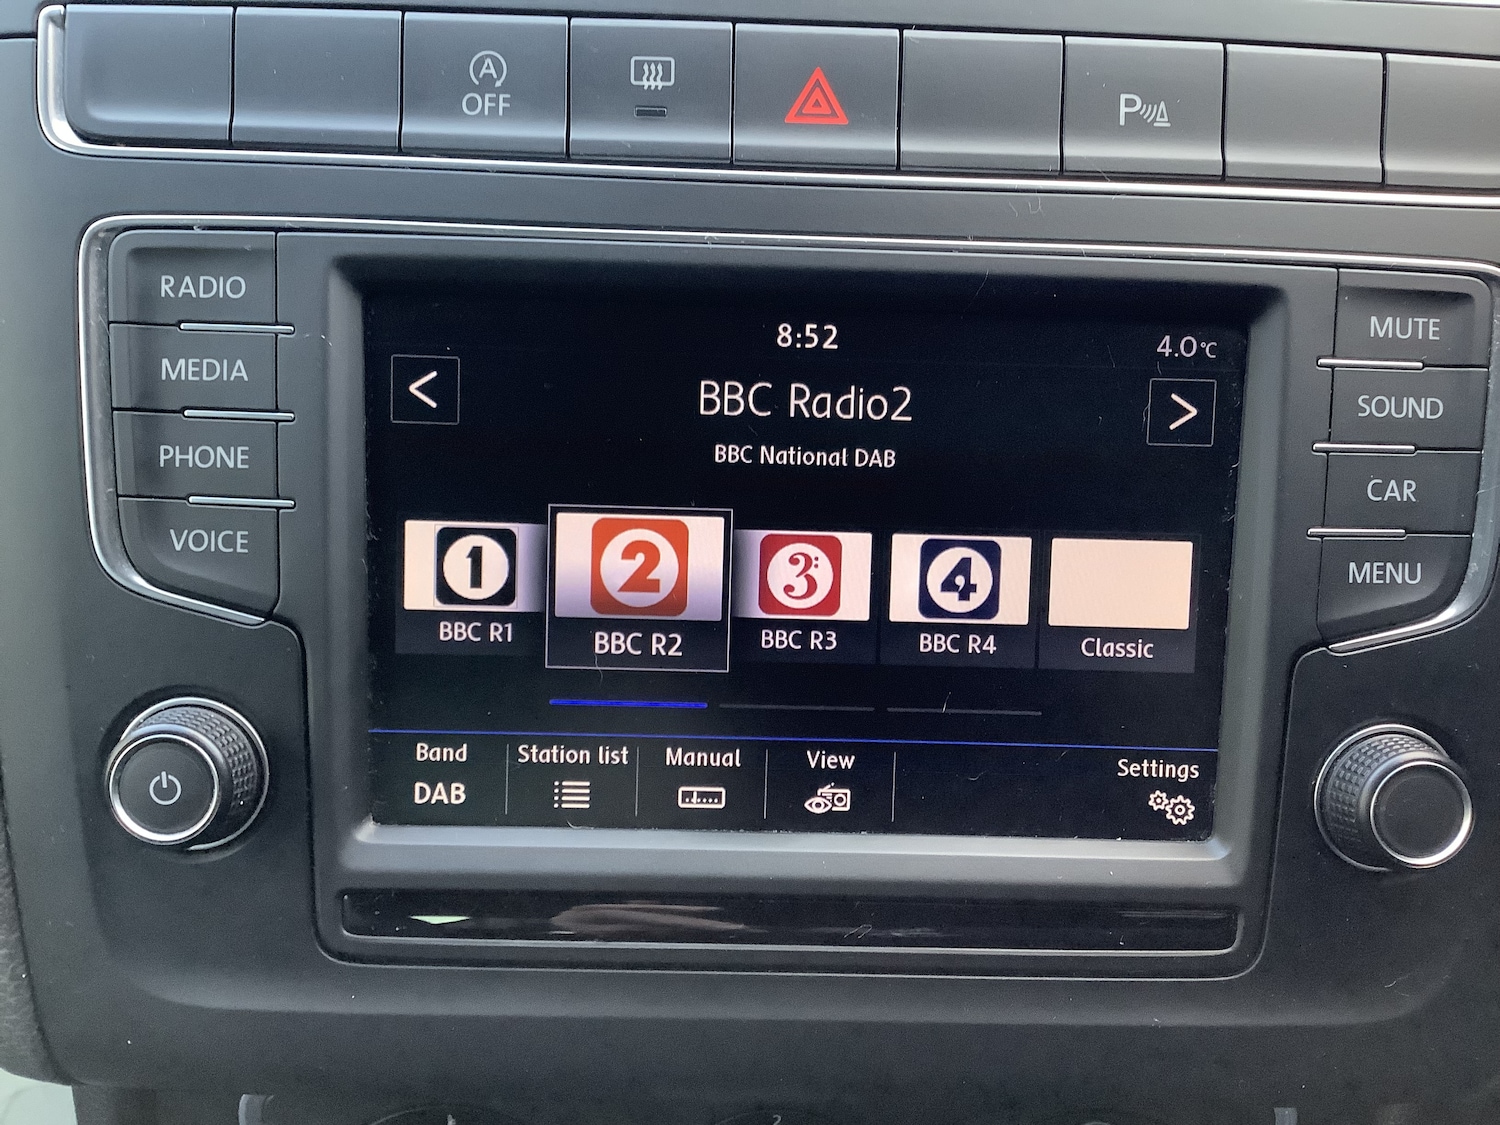 A
OFF
P
RADIO
MEDIA
PHONE
VOICE
8:52
4.0°C
<
BBC Radio2
>
BBC National DAB
1
2
3
4
BBC R1
BBC R2
BBC R3
BBC R4
Classic
Band
DAB
Station list
Manual
View
Settings
MUTE
SOUND
CAR
MENU
2